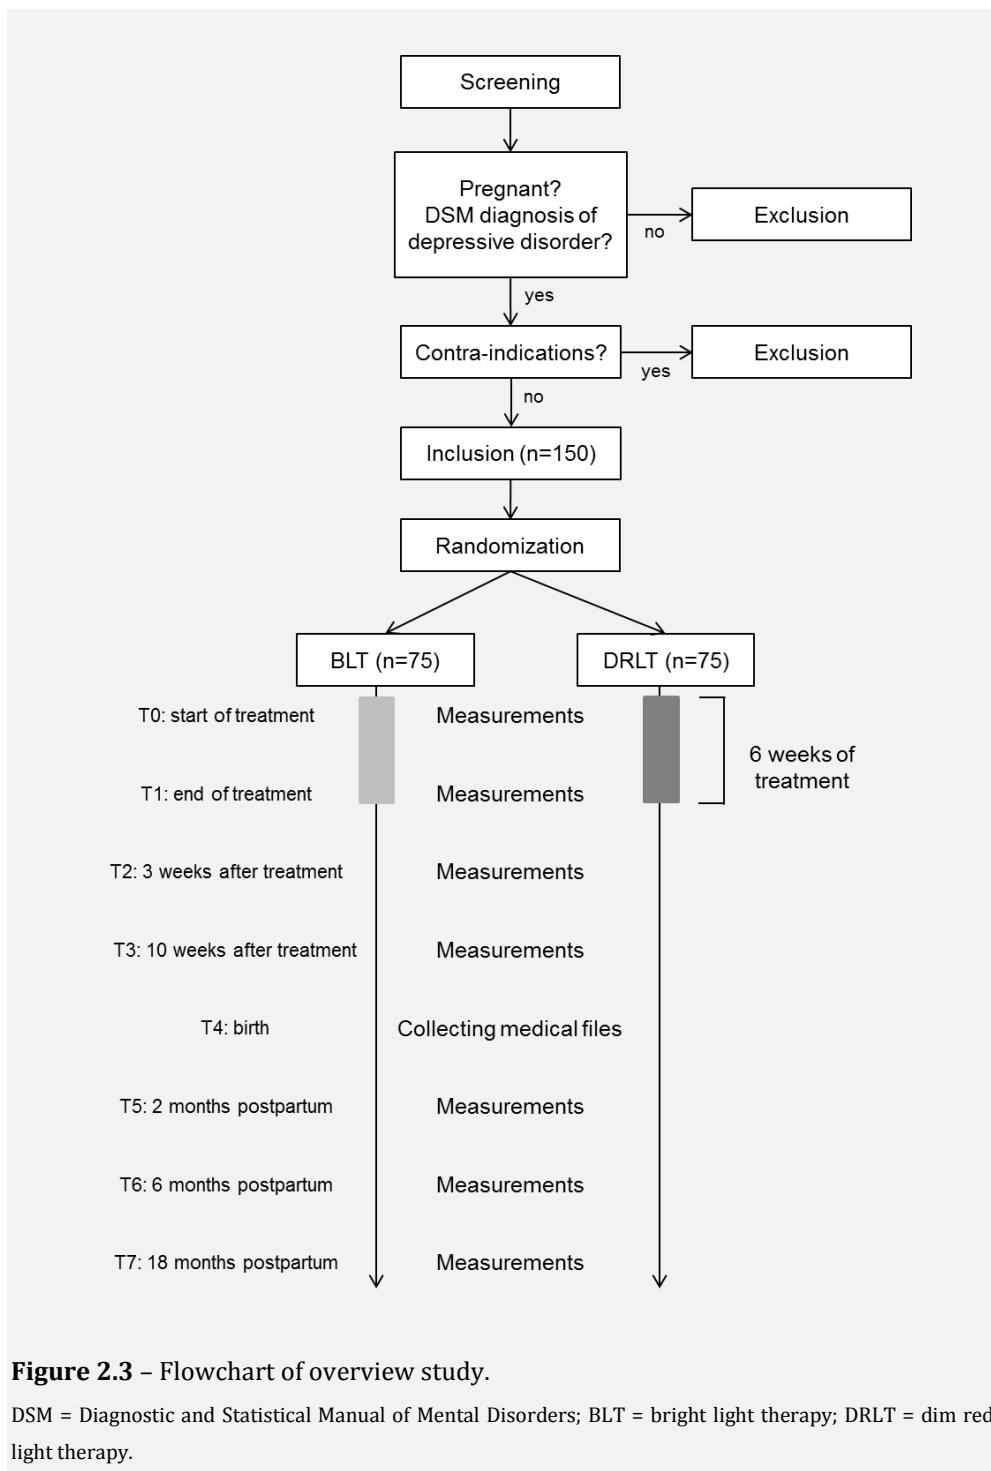 Screening
Pregnant?
DSM diagnosis of
depressive disorder?
no
Exclusion
yes
Contra-indications?
yes
Exclusion
no
Inclusion (n=150)
Randomization
BLT (n=75)
DRLT (n=75)
T0: start of treatment
Measurements
6 weeks of
treatment
T1: end of treatment
Measurements
T2: 3 weeks after treatment
Measurements
T3: 10 weeks after treatment
Measurements
T4: birth
Collecting medical files
T5: 2 months postpartum
Measurements
T6: 6 months postpartum
Measurements
T7: 18 months postpartum
Measurements
Figure 2.3 – Flowchart of overview study.
DSM = Diagnostic and Statistical Manual of Mental Disorders; BLT = bright light therapy; DRLT = dim red
light therapy.